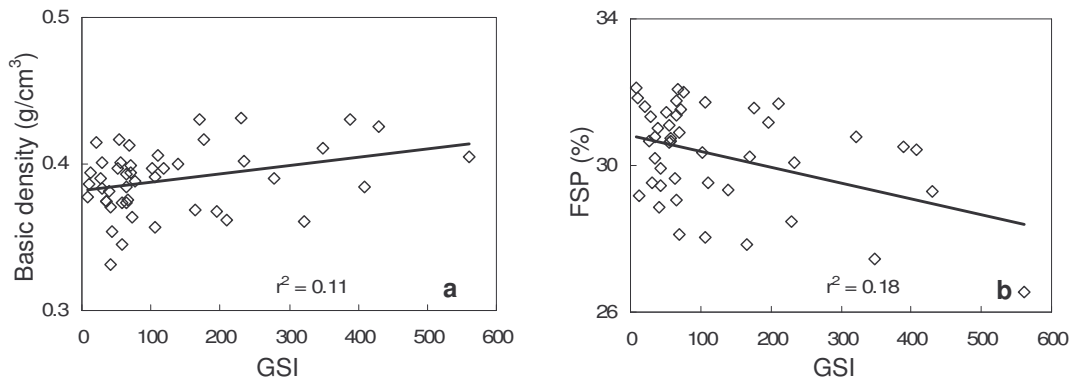 0.5
0.4
0.3
Basic density (g/cm³)
r² = 0.11
a
0 100 200 300 400 500 600
GSI
34
30
26
FSP (%)
r² = 0.18
b
0 100 200 300 400 500 600
GSI